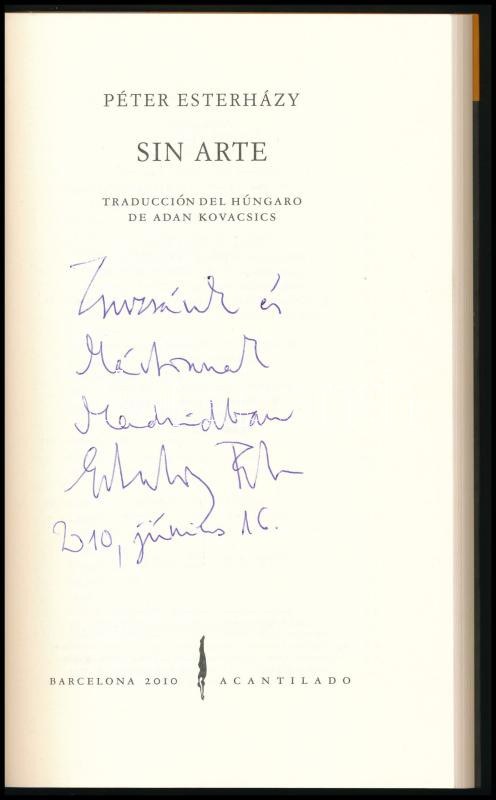 PÉTER ESTERHÁZY
SIN ARTE
TRADUCCIÓN DEL HÚNGARO
DE ADAN KOVACSICS
Zsuzsának és
Mártonnak
Madridban
Esterházy Péter
2010, június 16.
BARCELONA 2010 ACANTILADO